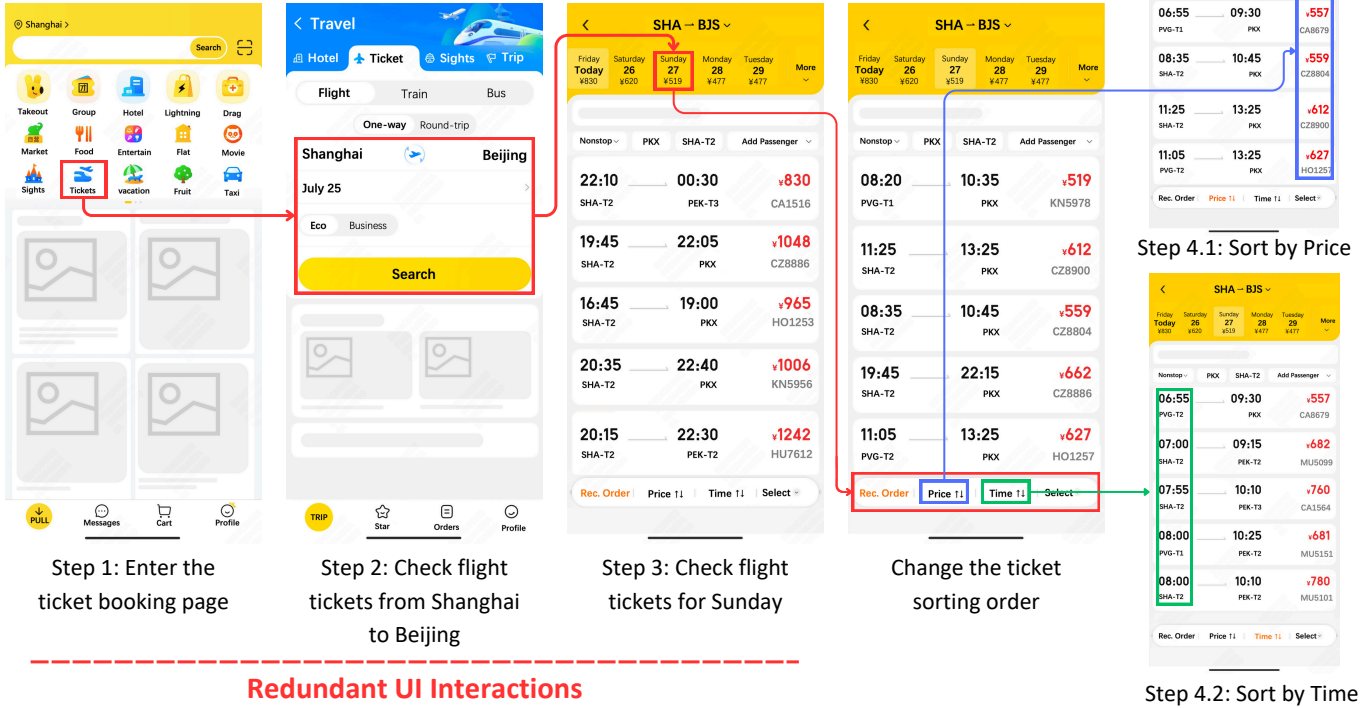 Shanghai >
Search
Takeout Group Hotel Lightning Drag
Market Food Entertain Flat Movie
Sights Tickets vacation Fruit Taxi
PULL Messages Cart Profile
Step 1: Enter the
ticket booking page
< Travel
Hotel Ticket Sights Trip
Flight Train Bus
One-way Round-trip
Shanghai Beijing
July 25 >
Eco Business
Search
TRIP Star Orders Profile
Step 2: Check flight
tickets from Shanghai
to Beijing
< SHA → BJS
Friday Saturday Sunday Monday Tuesday
Today 26 27 28 29 More
¥830 ¥620 ¥519 ¥477 ¥477
Nonstop PKX SHA-T2 Add Passenger
22:10 00:30 ¥830
SHA-T2 PEK-T3 CA1516
19:45 22:05 ¥1048
SHA-T2 PKX CZ8886
16:45 19:00 ¥965
SHA-T2 PKX HO1253
20:35 22:40 ¥1006
SHA-T2 PKX KN5956
20:15 22:30 ¥1242
SHA-T2 PEK-T2 HU7612
Rec. Order Price ↑↓ Time ↑↓ Select
Step 3: Check flight
tickets for Sunday
< SHA → BJS
Friday Saturday Sunday Monday Tuesday
Today 26 27 28 29 More
¥830 ¥620 ¥519 ¥477 ¥477
Nonstop PKX SHA-T2 Add Passenger
08:20 10:35 ¥519
PVG-T1 PKX KN5978
11:25 13:25 ¥612
SHA-T2 PKX CZ8900
08:35 10:45 ¥559
SHA-T2 PKX CZ8804
19:45 22:15 ¥662
SHA-T2 PKX CZ8886
11:05 13:25 ¥627
PVG-T2 PKX HO1257
Rec. Order Price ↑↓ Time ↑↓ Select
Change the ticket
sorting order
06:55 09:30 ¥557
PVG-T1 PKX CA8679
08:35 10:45 ¥559
SHA-T2 PKX CZ8804
11:25 13:25 ¥612
SHA-T2 PKX CZ8900
11:05 13:25 ¥627
PVG-T2 PKX HO1257
Rec. Order Price ↑↓ Time ↑↓ Select
Step 4.1: Sort by Price
< SHA → BJS
Friday Saturday Sunday Monday Tuesday
Today 26 27 28 29 More
¥830 ¥620 ¥519 ¥477 ¥477
Nonstop PKX SHA-T2 Add Passenger
06:55 09:30 ¥557
PVG-T2 PKX CA8679
07:00 09:15 ¥682
SHA-T2 PEK-T2 MU5099
07:55 10:10 ¥760
SHA-T2 PEK-T3 CA1564
08:00 10:25 ¥681
PVG-T1 PEK-T2 MU5151
08:00 10:10 ¥780
SHA-T2 PEK-T2 MU5101
Rec. Order Price ↑↓ Time ↑↓ Select
Step 4.2: Sort by Time
Redundant UI Interactions